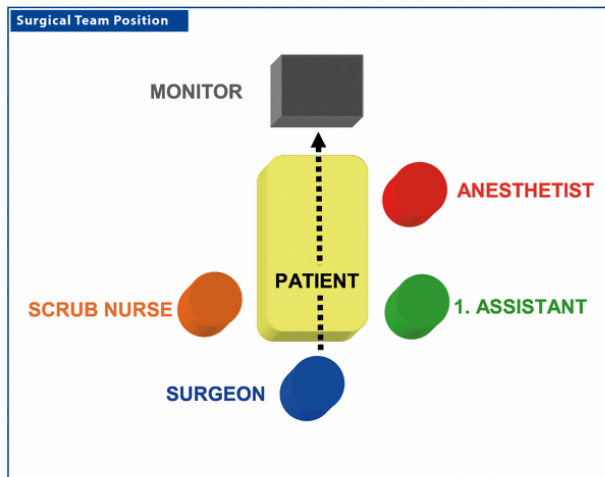 Surgical Team Position
MONITOR
ANESTHETIST
PATIENT
SCRUB NURSE
1. ASSISTANT
SURGEON